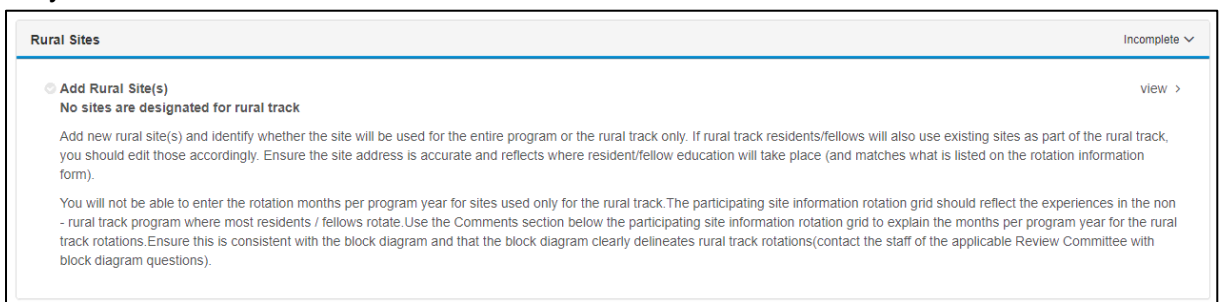 Rural Sites
Incomplete
Add Rural Site(s)
view >
No sites are designated for rural track
Add new rural site(s) and identify whether the site will be used for the entire program or the rural track only. If rural track residents/fellows will also use existing sites as part of the rural track,
you should edit those accordingly. Ensure the site address is accurate and reflects where resident/fellow education will take place (and matches what is listed on the rotation information
form).
You will not be able to enter the rotation months per program year for sites used only for the rural track.The participating site information rotation grid should reflect the experiences in the non
- rural track program where most residents / fellows rotate.Use the Comments section below the participating site information rotation grid to explain the months per program year for the rural
track rotations.Ensure this is consistent with the block diagram and that the block diagram clearly delineates rural track rotations(contact the staff of the applicable Review Committee with
block diagram questions).